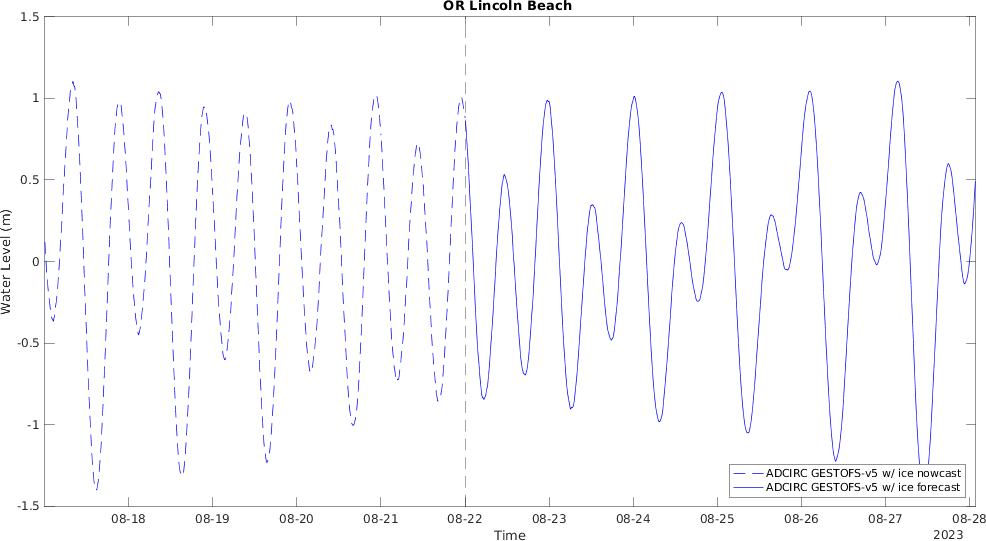 OR Lincoln Beach
1.5
1
0.5
0
-0.5
-1
-1.5
Water Level (m)
08-18 08-19 08-20 08-21 08-22 08-23 08-24 08-25 08-26 08-27 08-28
Time
2023
ADCIRC GESTOFS-v5 w/ ice nowcast
ADCIRC GESTOFS-v5 w/ ice forecast